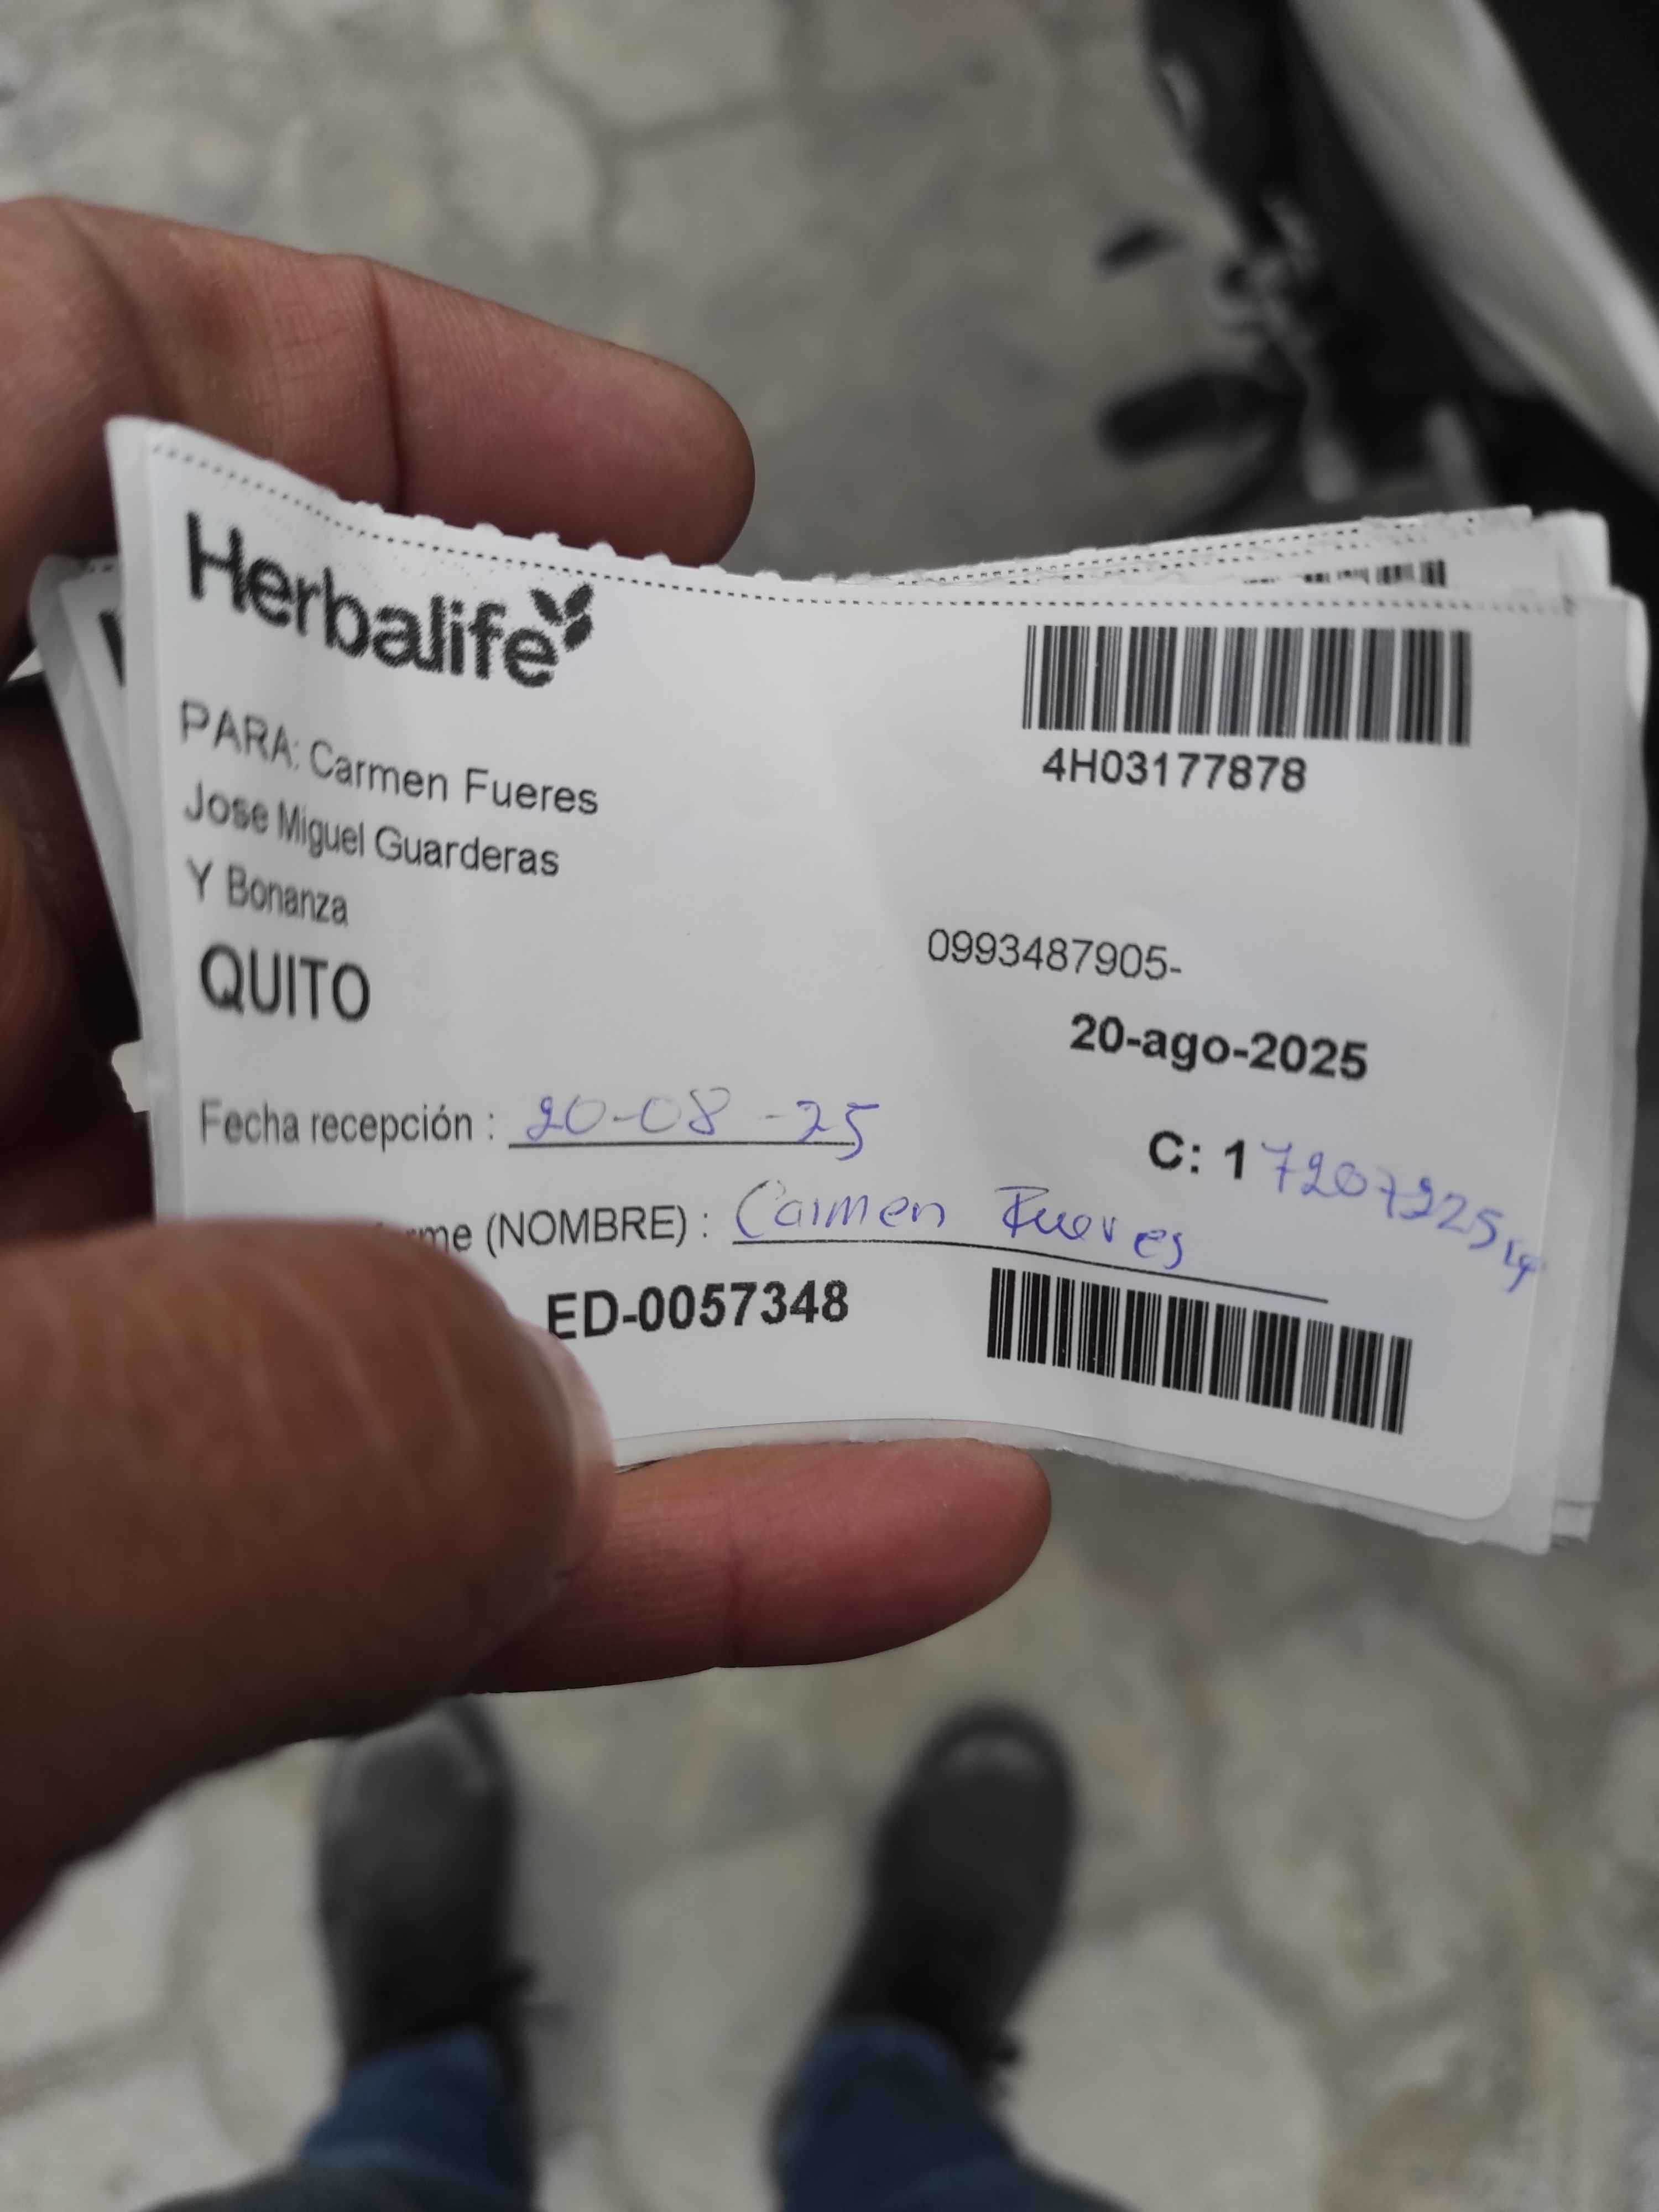 Herbalife
4H03177878
PARA: Carmen Fueres
Jose Miguel Guarderas
Y Bonanza
0993487905-
QUITO
20-ago-2025
Fecha recepción : 20-08-25
C: 1720722514
(NOMBRE) : Carmen Fueres
ED-0057348